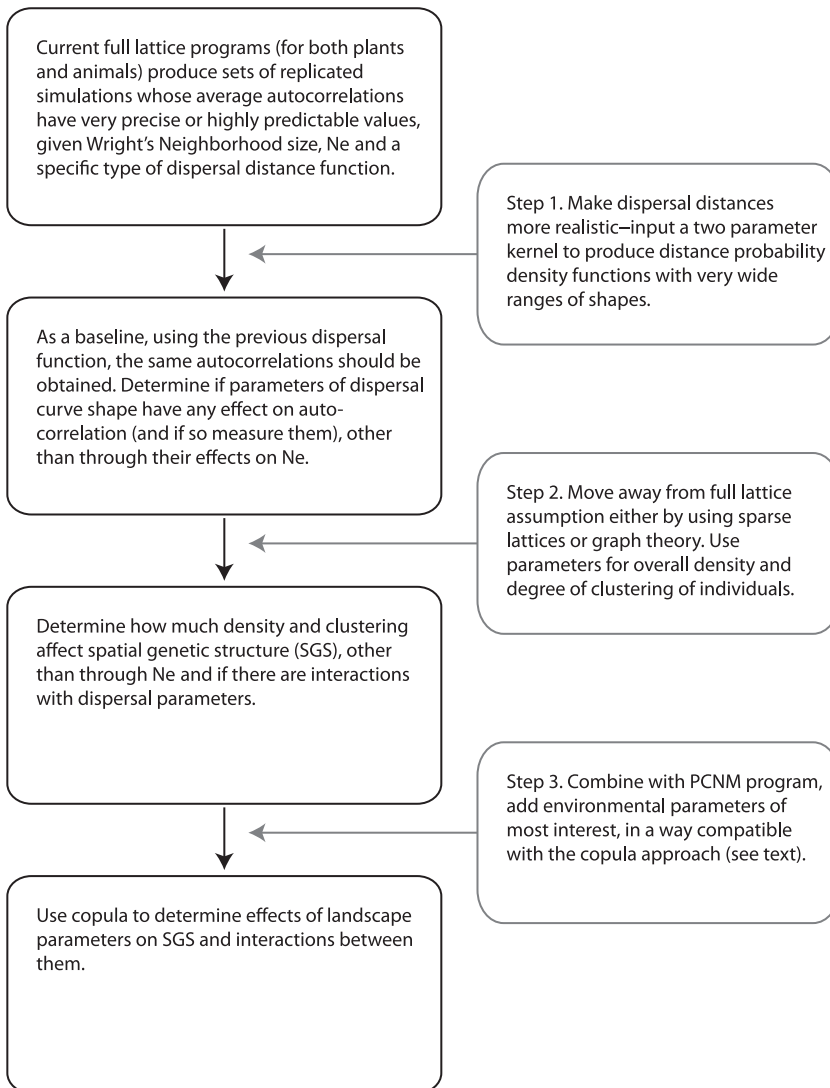 Current full lattice programs (for both plants
and animals) produce sets of replicated
simulations whose average autocorrelations
have very precise or highly predictable values,
given Wright's Neighborhood size, Ne and a
specific type of dispersal distance function.
Step 1. Make dispersal distances
more realistic–input a two parameter
kernel to produce distance probability
density functions with very wide
ranges of shapes.
As a baseline, using the previous dispersal
function, the same autocorrelations should be
obtained. Determine if parameters of dispersal
curve shape have any effect on auto-
correlation (and if so measure them), other
than through their effects on Ne.
Step 2. Move away from full lattice
assumption either by using sparse
lattices or graph theory. Use
parameters for overall density and
degree of clustering of individuals.
Determine how much density and clustering
affect spatial genetic structure (SGS), other
than through Ne and if there are interactions
with dispersal parameters.
Step 3. Combine with PCNM program,
add environmental parameters of
most interest, in a way compatible
with the copula approach (see text).
Use copula to determine effects of landscape
parameters on SGS and interactions between
them.